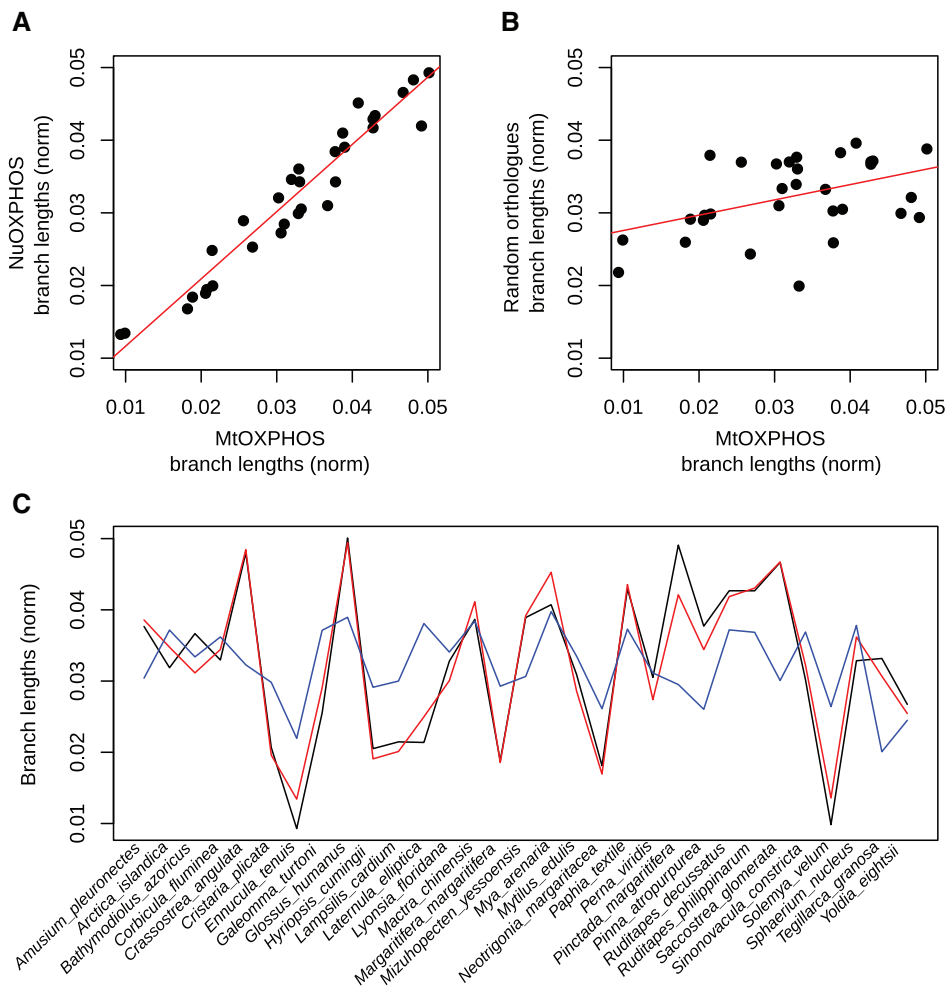 A
NuOXPHOS
branch lengths (norm)
0.05
0.04
0.03
0.02
0.01
0.01 0.02 0.03 0.04 0.05
MtOXPHOS
branch lengths (norm)
B
Random orthologues
branch lengths (norm)
0.05
0.04
0.03
0.02
0.01
0.01 0.02 0.03 0.04 0.05
MtOXPHOS
branch lengths (norm)
C
Branch lengths (norm)
0.05
0.04
0.03
0.02
0.01
Amusium_pleuronectes
Arctica_islandica
Bathymodiolus_azoricus
Corbicula_fluminea
Crassostrea_angulata
Cristaria_plicata
Ennucula_tenuis
Galeomma_turtoni
Glossus_humanus
Hyriopsis_cumingii
Lampsilis_cardium
Laternula_elliptica
Lyonsia_floridana
Mactra_chinensis
Margaritifera_margaritifera
Mizuhopecten_yessoensis
Mya_arenaria
Mytilus_edulis
Neotrigonia_margaritacea
Paphia_textile
Perna_viridis
Pinctada_margaritifera
Pinna_atropurpurea
Ruditapes_decussatus
Ruditapes_philippinarum
Saccostrea_glomerata
Sinonovacula_constricta
Solemya_velum
Sphaerium_nucleus
Tegillarca_granosa
Yoldia_eightsii